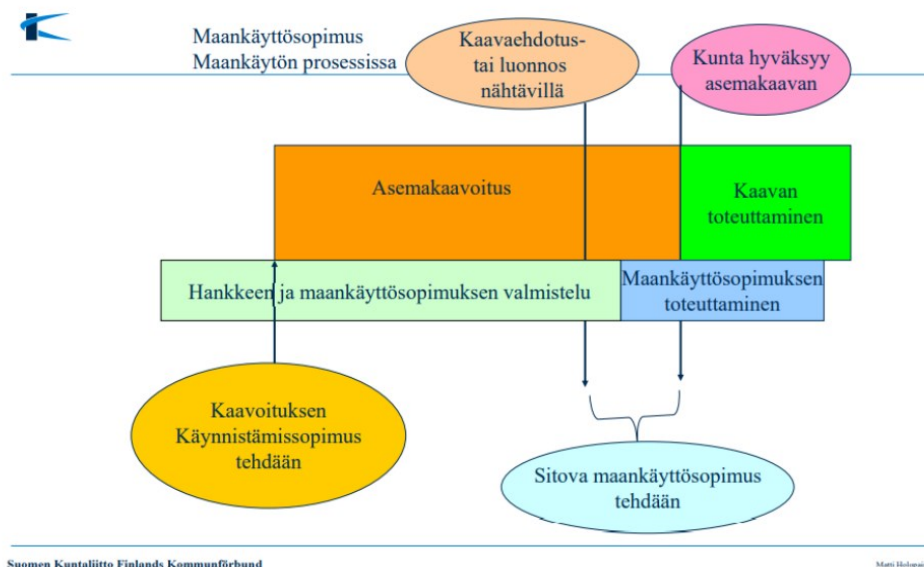 Maankäyttösopimus
Maankäytön prosessissa
Kaavaehdotus-
tai luonnos
nähtävillä
Kunta hyväksyy
asemakaavan
Asemakaavoitus
Kaavan
toteuttaminen
Hankkeen ja maankäyttösopimuksen valmistelu
Maankäyttösopimuksen
toteuttaminen
Kaavoituksen
Käynnistämissopimus
tehdään
Sitova maankäyttösopimus
tehdään
Suomen Kuntaliitto Finlands Kommunförbund
Matti